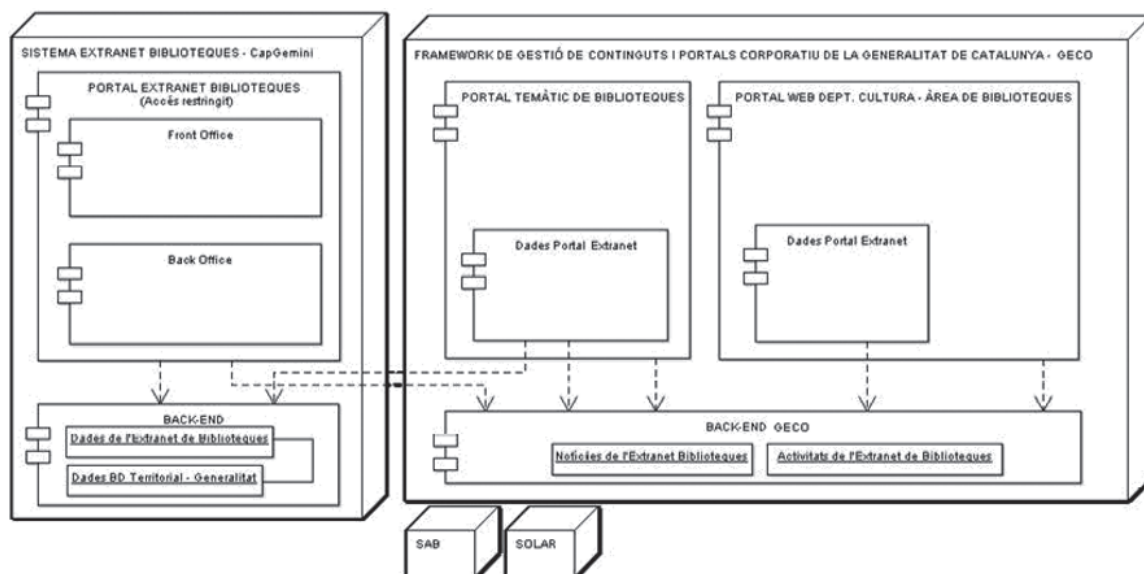 SISTEMA EXTRANET BIBLIOTEQUES - CapGemini
PORTAL EXTRANET BIBLIOTEQUES
(Accés restringit)
Front Office
Back Office
BACK-END
Dades de l'Extranet de Biblioteques
Dades BD Territorial - Generalitat
FRAMEWORK DE GESTIÓ DE CONTINGUTS I PORTALS CORPORATIU DE LA GENERALITAT DE CATALUNYA - GECO
PORTAL TEMÀTIC DE BIBLIOTEQUES
Dades Portal Extranet
PORTAL WEB DEPT. CULTURA - ÀREA DE BIBLIOTEQUES
Dades Portal Extranet
BACK-END GECO
Notícies de l'Extranet Biblioteques
Activitats de l'Extranet de Biblioteques
SAB
SOLAR